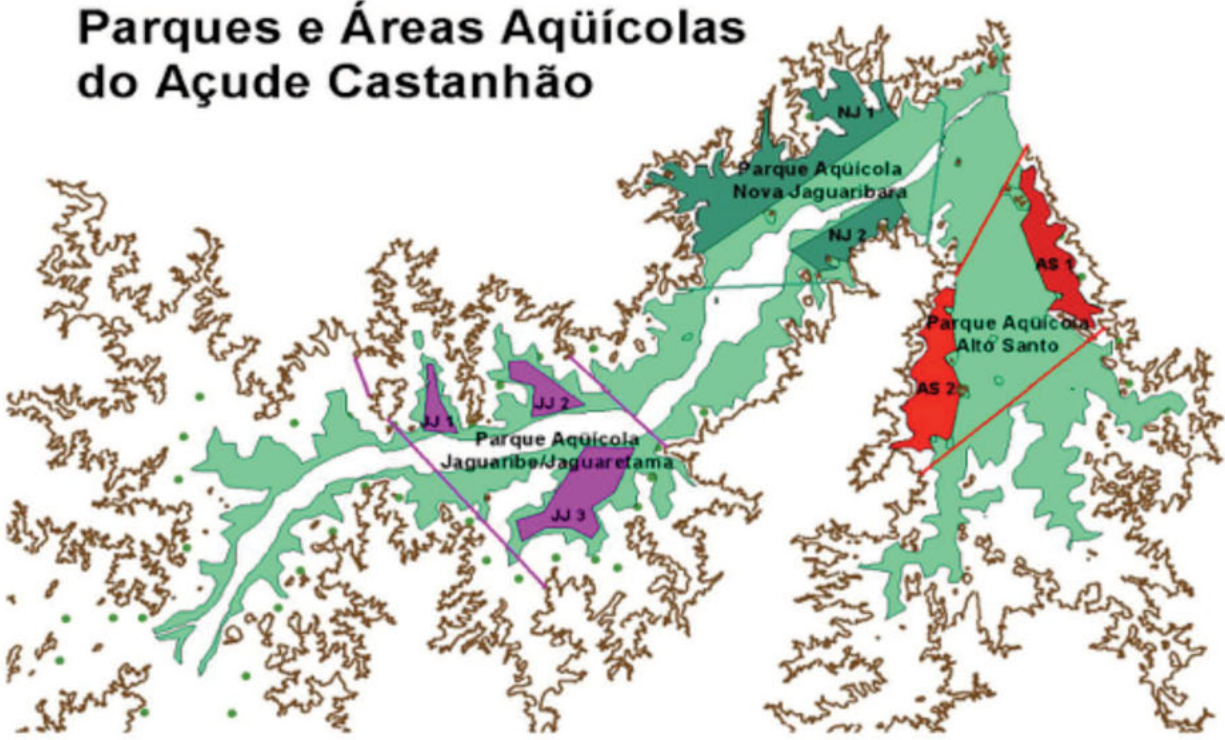 Parques e Áreas Aqüícolas
do Açude Castanhão
NJ 1
Parque Aqüícola
Nova Jaguaribara
NJ 2
AS 1
Parque Aqüícola
Alto Santo
AS 2
JJ 1
JJ 2
Parque Aqüícola
Jaguaribe/Jaguaretama
JJ 3